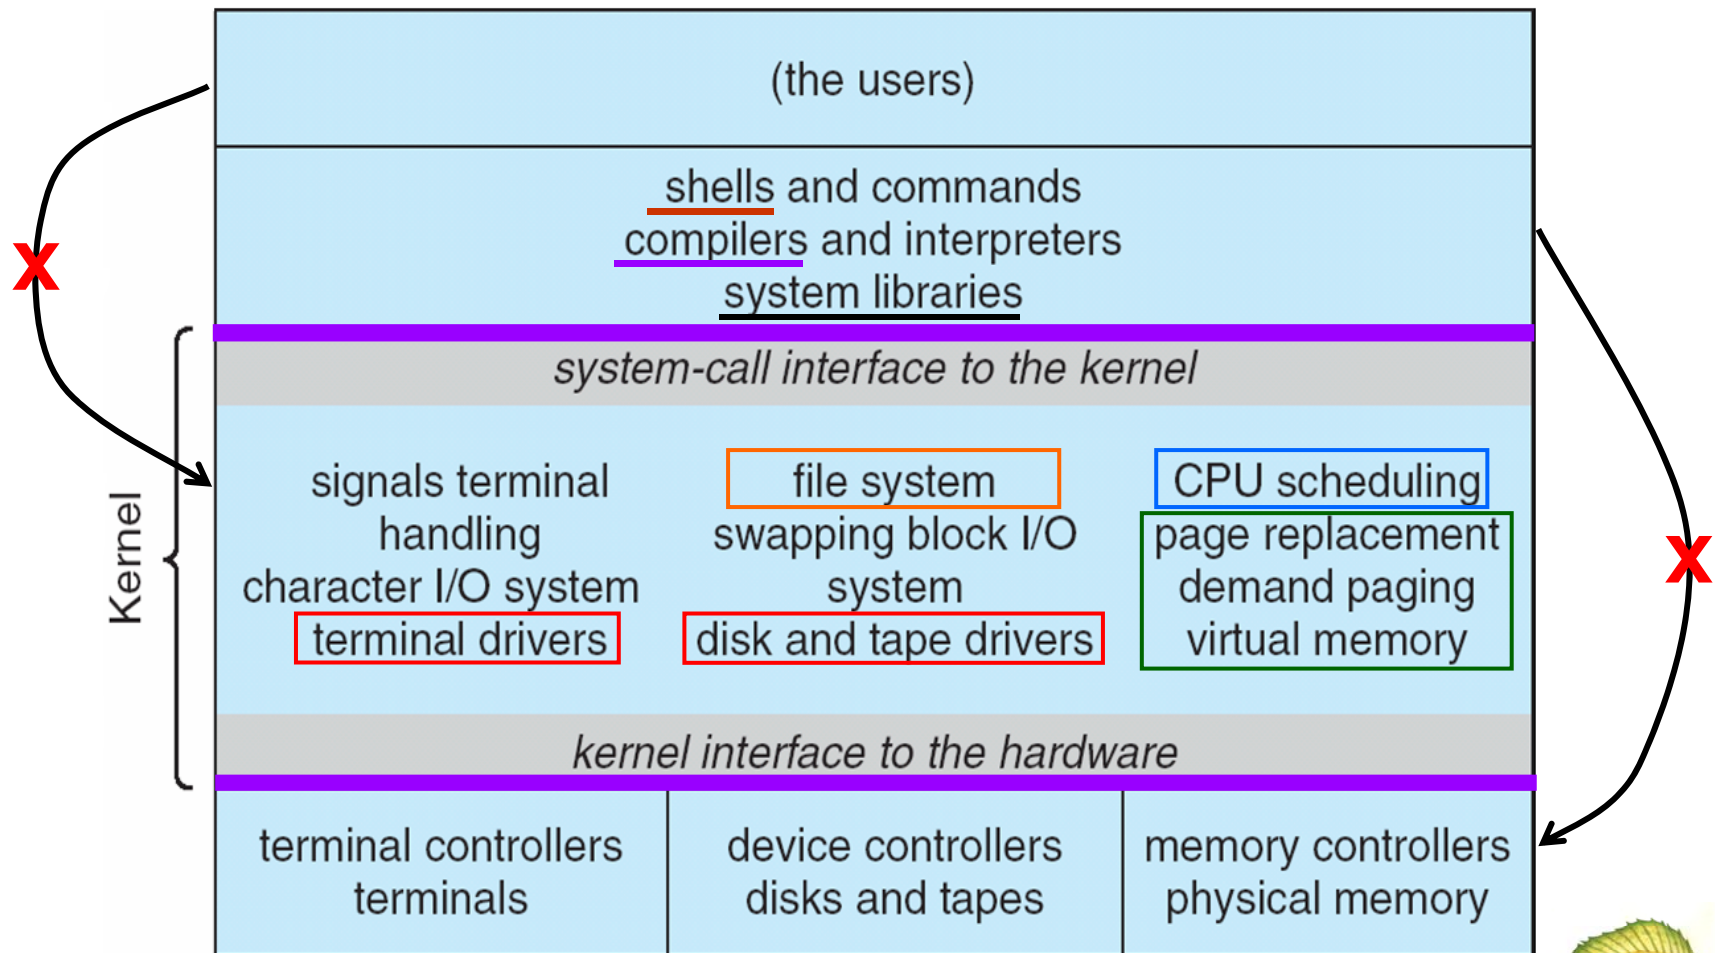 (the users)
shells and commands
compilers and interpreters
system libraries
system-call interface to the kernel
Kernel
signals terminal
handling
character I/O system
terminal drivers
file system
swapping block I/O
system
disk and tape drivers
CPU scheduling
page replacement
demand paging
virtual memory
kernel interface to the hardware
terminal controllers
terminals
device controllers
disks and tapes
memory controllers
physical memory
X
X